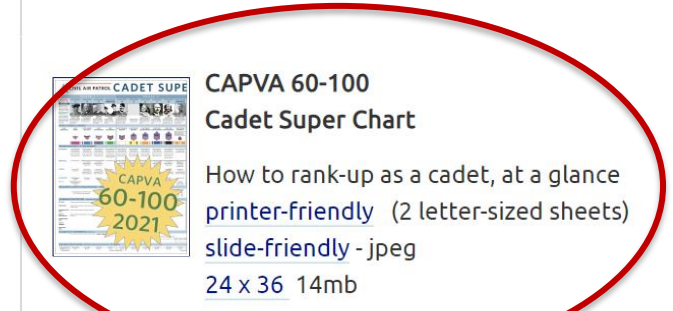 CIVIL AIR PATROL CADET SUPE
CAPVA
60-100
2021
CAPVA 60-100
Cadet Super Chart
How to rank-up as a cadet, at a glance
printer-friendly (2 letter-sized sheets)
slide-friendly - jpeg
24 x 36 14mb